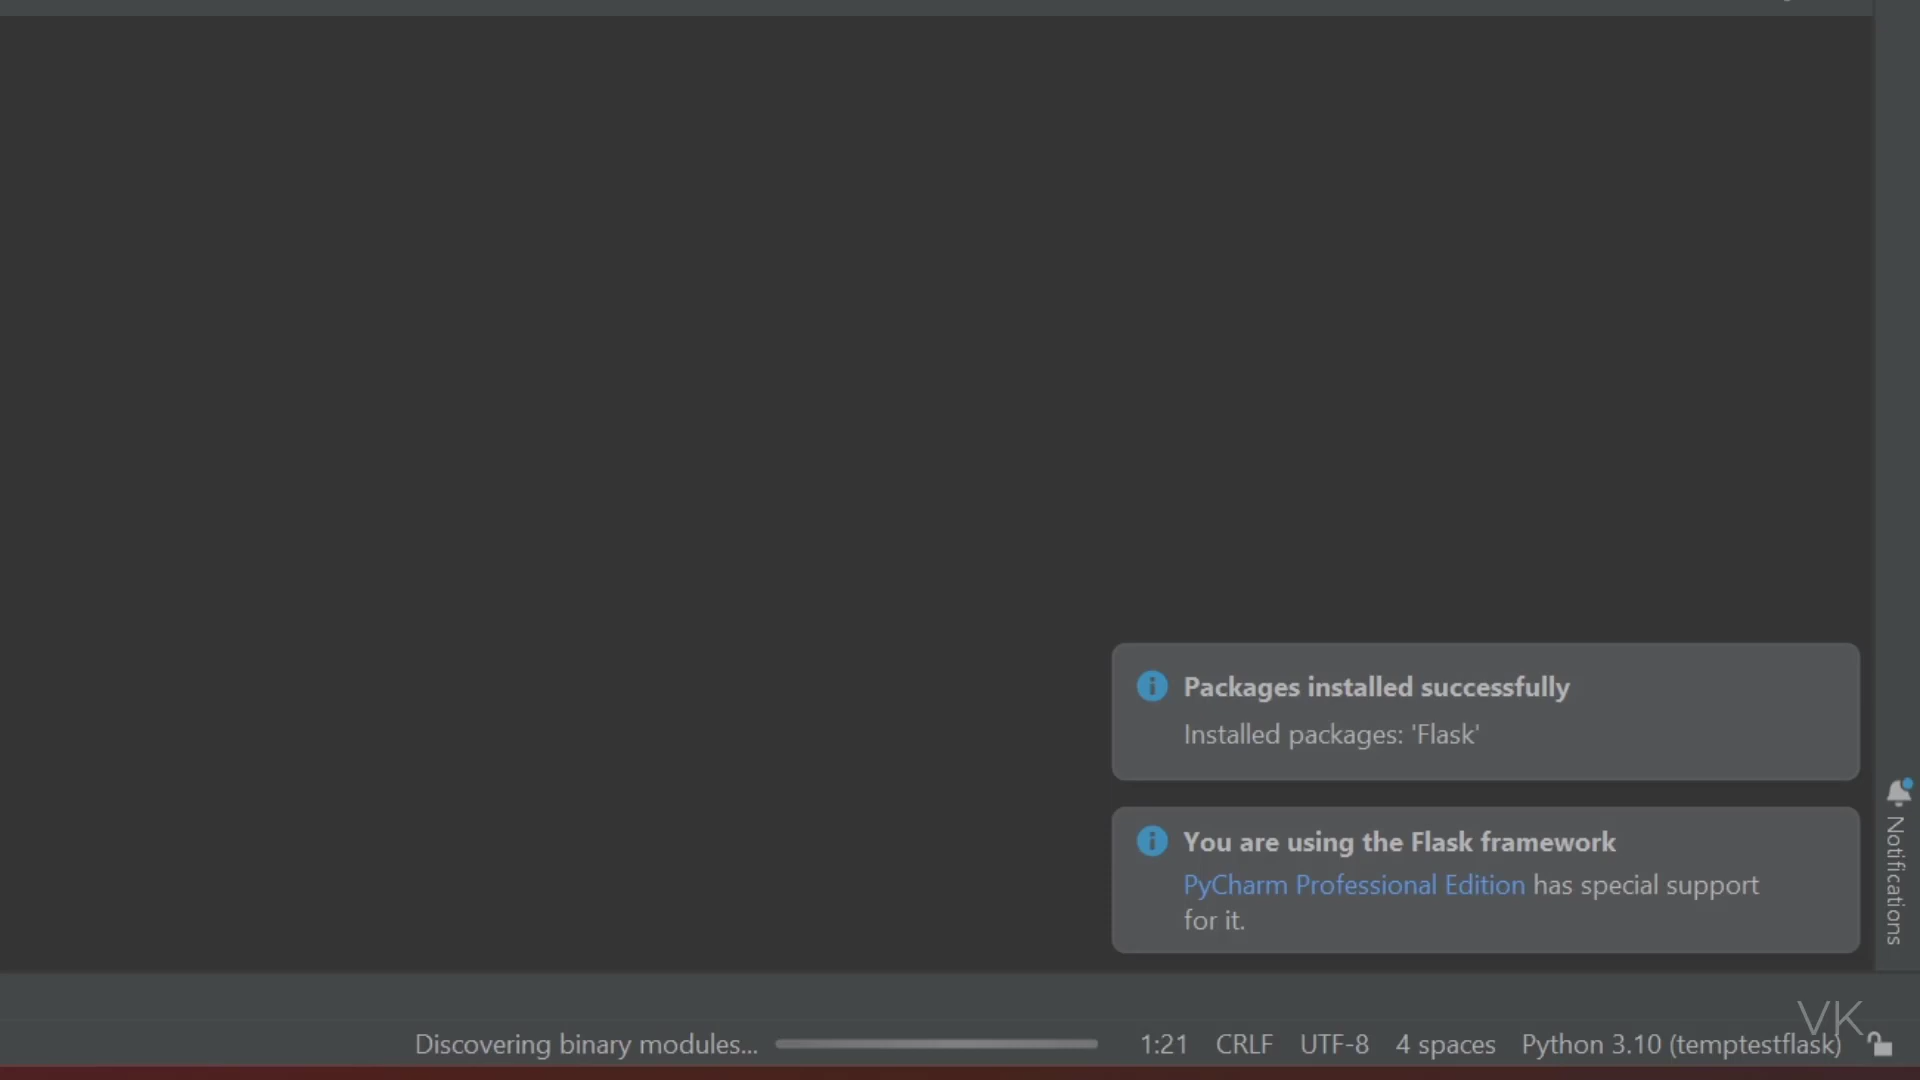 Packages installed successfully
Installed packages: 'Flask'
You are using the Flask framework
PyCharm Professional Edition has special support
for it.
Notifications
VK
Discovering binary modules... 1:21 CRLF UTF-8 4 spaces Python 3.10 (temptestflask)